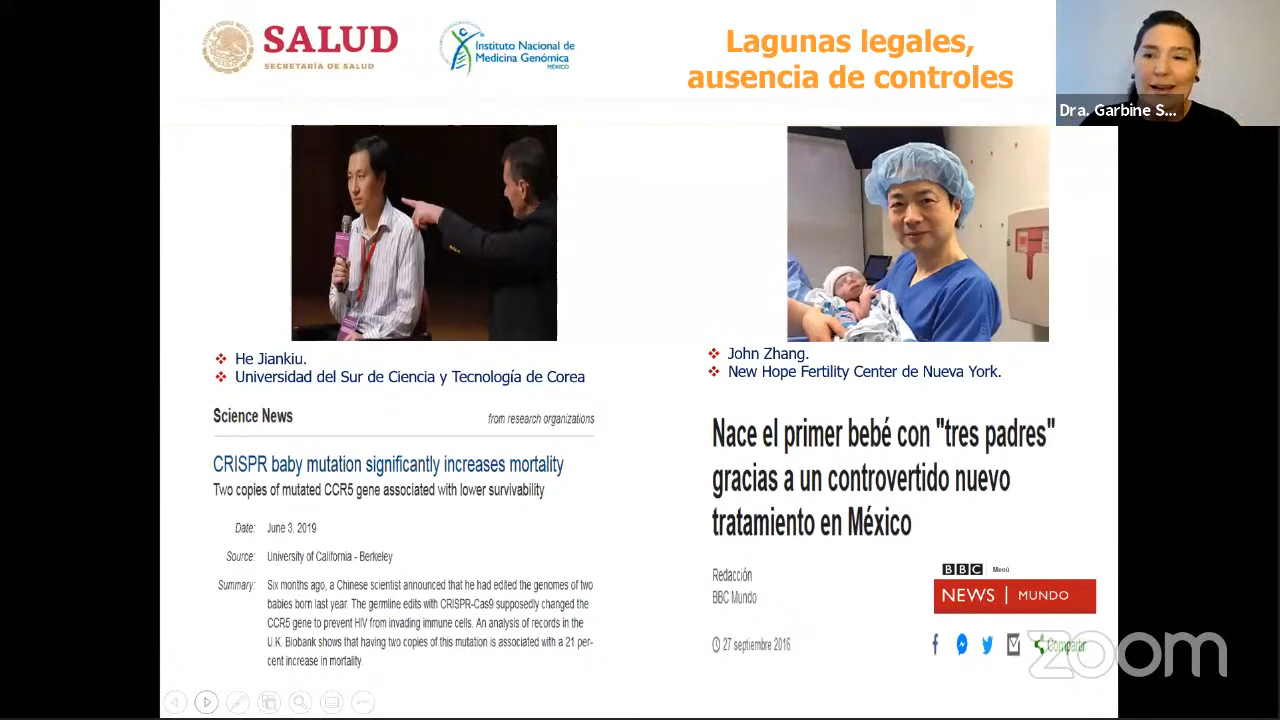 SALUD
SECRETARÍA DE SALUD
Instituto Nacional de
Medicina Genómica
MÉXICO
Lagunas legales,
ausencia de controles
Dra. Garbine S...
He Jiankiu.
Universidad del Sur de Ciencia y Tecnología de Corea
John Zhang.
New Hope Fertility Center de Nueva York.
Science News
from research organizations
CRISPR baby mutation significantly increases mortality
Two copies of mutated CCR5 gene associated with lower survivability
Date: June 3, 2019
Source: University of California - Berkeley
Summary: Six months ago, a Chinese scientist announced that he had edited the genomes of two
babies born last year. The germline edits with CRISPR-Cas9 supposedly changed the
CCR5 gene to prevent HIV from invading immune cells. An analysis of records in the
U.K. Biobank shows that having two copies of this mutation is associated with a 21 per-
cent increase in mortality.
Nace el primer bebé con "tres padres"
gracias a un controvertido nuevo
tratamiento en México
Redacción
BBC Mundo
27 septiembre 2016
BBC Menú
NEWS MUNDO
Compartir
zoom